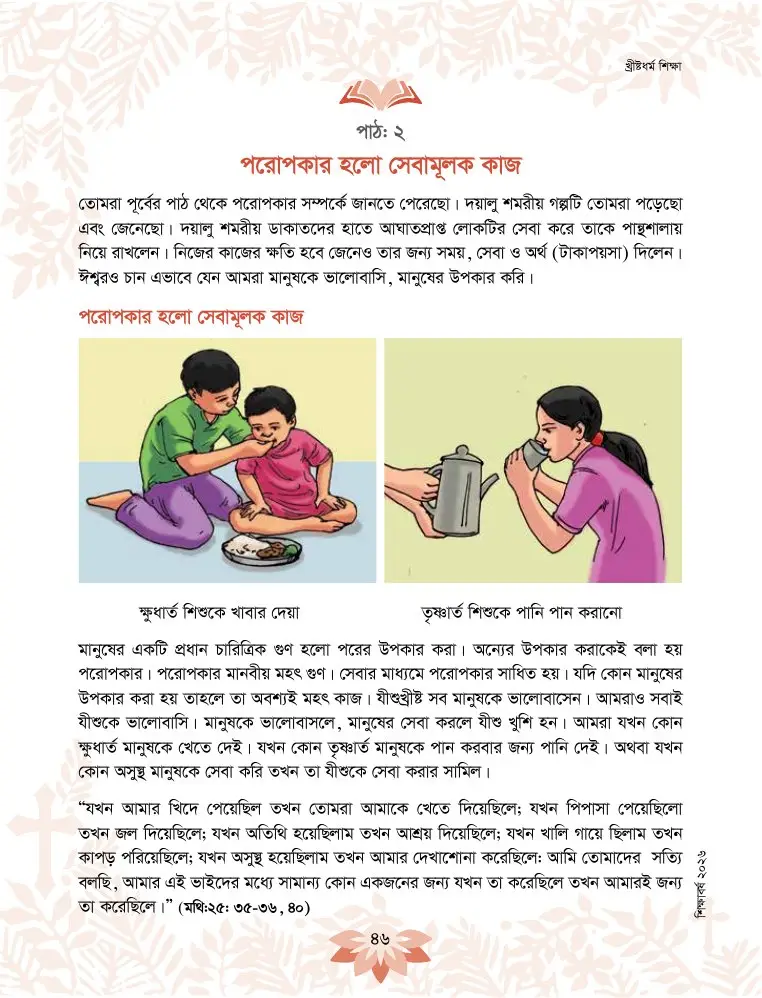 খ্রীষ্টধর্ম শিক্ষা
পাঠ: ২
পরোপকার হলো সেবামূলক কাজ
তোমরা পূর্বের পাঠ থেকে পরোপকার সম্পর্কে জানতে পেরেছো। দয়ালু শমরীয় গল্পটি তোমরা পড়েছো
এবং জেনেছো। দয়ালু শমরীয় ডাকাতদের হাতে আঘাতপ্রাপ্ত লোকটির সেবা করে তাকে পান্থশালায়
নিয়ে রাখলেন। নিজের কাজের ক্ষতি হবে জেনেও তার জন্য সময়, সেবা ও অর্থ (টাকাপয়সা) দিলেন।
ঈশ্বরও চান এভাবে যেন আমরা মানুষকে ভালোবাসি, মানুষের উপকার করি।
পরোপকার হলো সেবামূলক কাজ
ক্ষুধার্ত শিশুকে খাবার দেয়া
তৃষ্ণার্ত শিশুকে পানি পান করানো
মানুষের একটি প্রধান চারিত্রিক গুণ হলো পরের উপকার করা। অন্যের উপকার করাকেই বলা হয়
পরোপকার। পরোপকার মানবীয় মহৎ গুণ। সেবার মাধ্যমে পরোপকার সাধিত হয়। যদি কোন মানুষের
উপকার করা হয় তাহলে তা অবশ্যই মহৎ কাজ। যীশুখ্রীষ্ট সব মানুষকে ভালোবাসেন। আমরাও সবাই
যীশুকে ভালোবাসি। মানুষকে ভালোবাসলে, মানুষের সেবা করলে যীশু খুশি হন। আমরা যখন কোন
ক্ষুধার্ত মানুষকে খেতে দেই। যখন কোন তৃষ্ণার্ত মানুষকে পান করবার জন্য পানি দেই। অথবা যখন
কোন অসুস্থ মানুষকে সেবা করি তখন তা যীশুকে সেবা করার সামিল।
“যখন আমার খিদে পেয়েছিল তখন তোমরা আমাকে খেতে দিয়েছিলে; যখন পিপাসা পেয়েছিলো
তখন জল দিয়েছিলে; যখন অতিথি হয়েছিলাম তখন আশ্রয় দিয়েছিলে; যখন খালি গায়ে ছিলাম তখন
কাপড় পরিয়েছিলে; যখন অসুস্থ হয়েছিলাম তখন আমার দেখাশোনা করেছিলে: আমি তোমাদের সত্যি
বলছি, আমার এই ভাইদের মধ্যে সামান্য কোন একজনের জন্য যখন তা করেছিলে তখন আমারই জন্য
তা করেছিলে।” (মথি:২৫: ৩৫-৩৬, ৪০)
শিক্ষাবর্ষ ২০২৬
৪৬